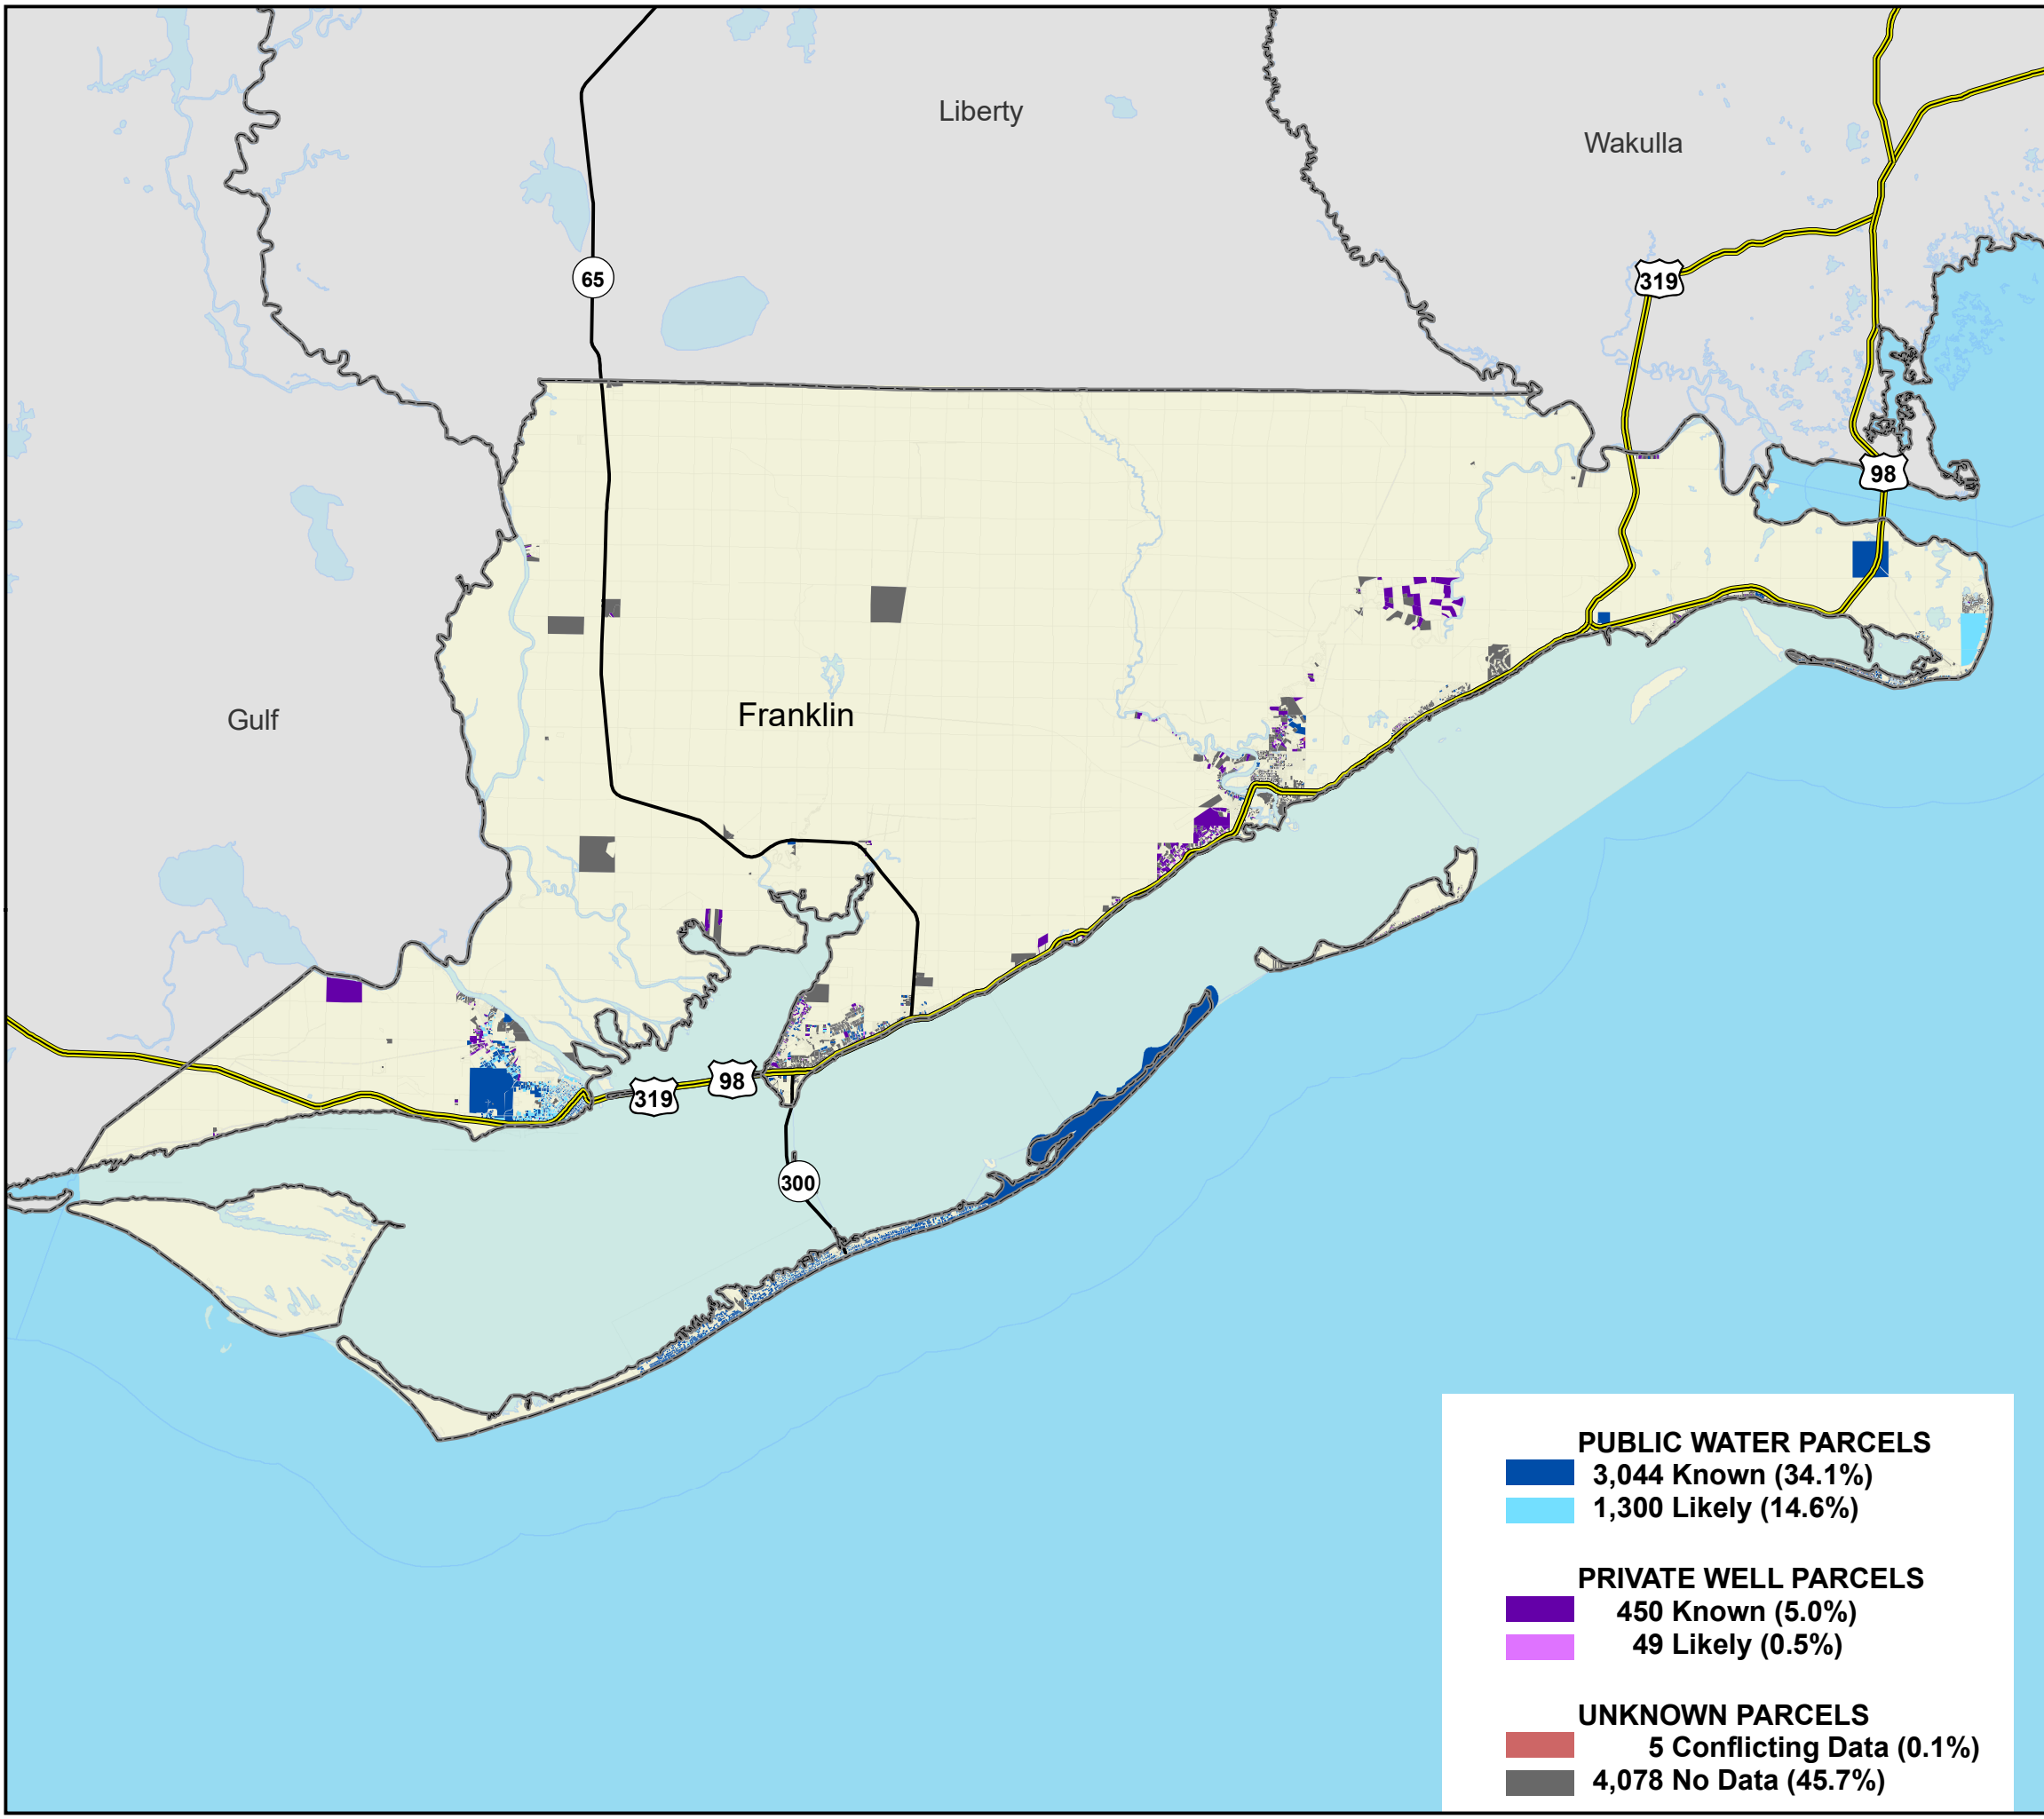 Liberty
Wakulla
65
319
98
Gulf
Franklin
319
98
300
PUBLIC WATER PARCELS
3,044 Known (34.1%)
1,300 Likely (14.6%)
PRIVATE WELL PARCELS
450 Known (5.0%)
49 Likely (0.5%)
UNKNOWN PARCELS
5 Conflicting Data (0.1%)
4,078 No Data (45.7%)